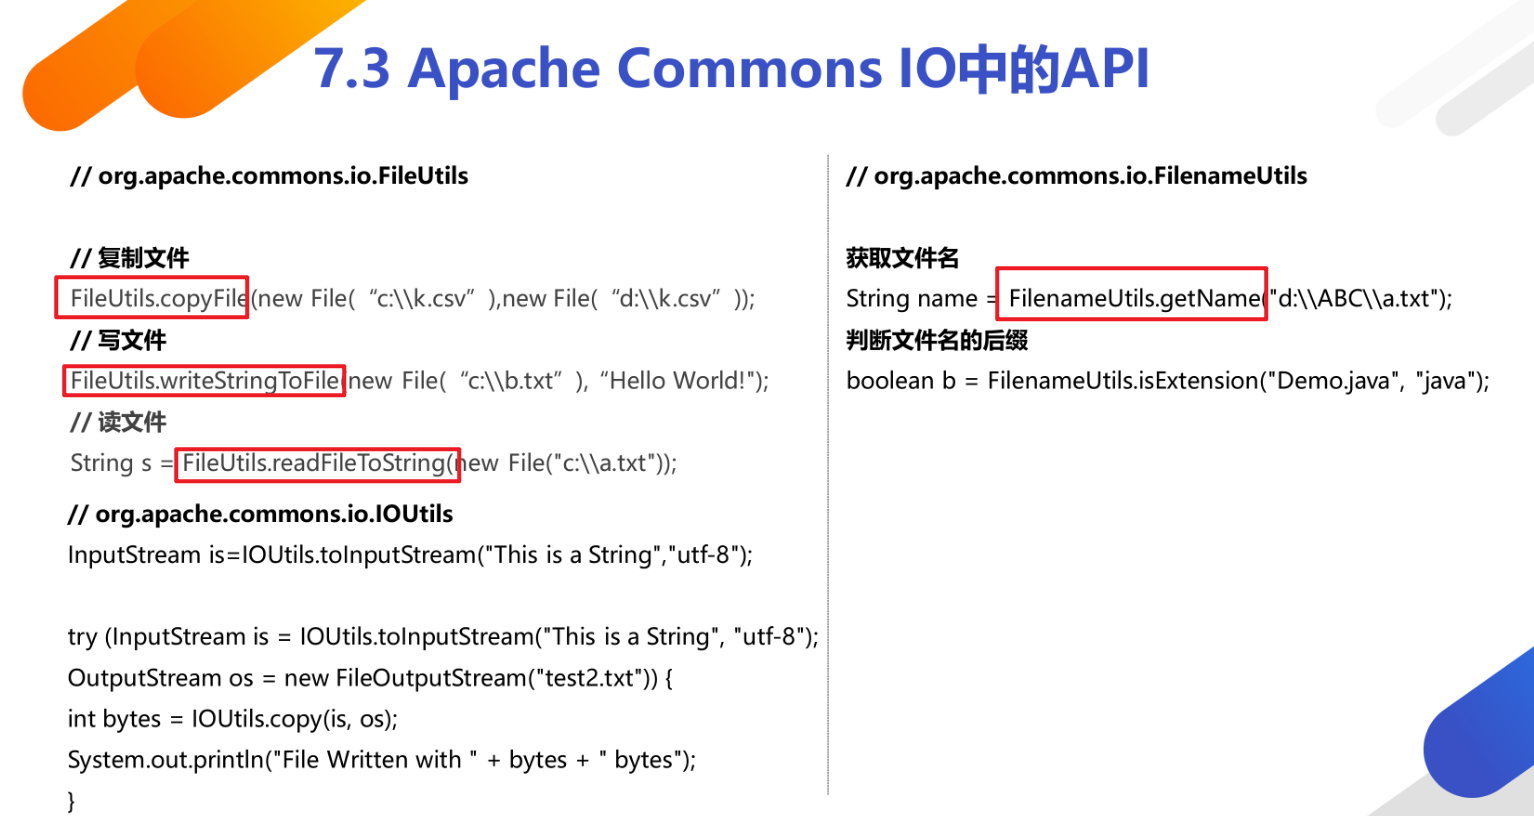 7.3 Apache Commons IO中的API
// org.apache.commons.io.FileUtils
// 复制文件
FileUtils.copyFile(new File(“c:\\k.csv”),new File(“d:\\k.csv”));
// 写文件
FileUtils.writeStringToFile(new File(“c:\\b.txt”),“Hello World!");
// 读文件
String s = FileUtils.readFileToString(new File("c:\\a.txt"));
// org.apache.commons.io.IOUtils
InputStream is=IOUtils.toInputStream("This is a String","utf-8");
try (InputStream is = IOUtils.toInputStream("This is a String", "utf-8");
OutputStream os = new FileOutputStream("test2.txt")) {
int bytes = IOUtils.copy(is, os);
System.out.println("File Written with " + bytes + " bytes");
}
// org.apache.commons.io.FilenameUtils
获取文件名
String name = FilenameUtils.getName("d:\\ABC\\a.txt");
判断文件名的后缀
boolean b = FilenameUtils.isExtension("Demo.java", "java");